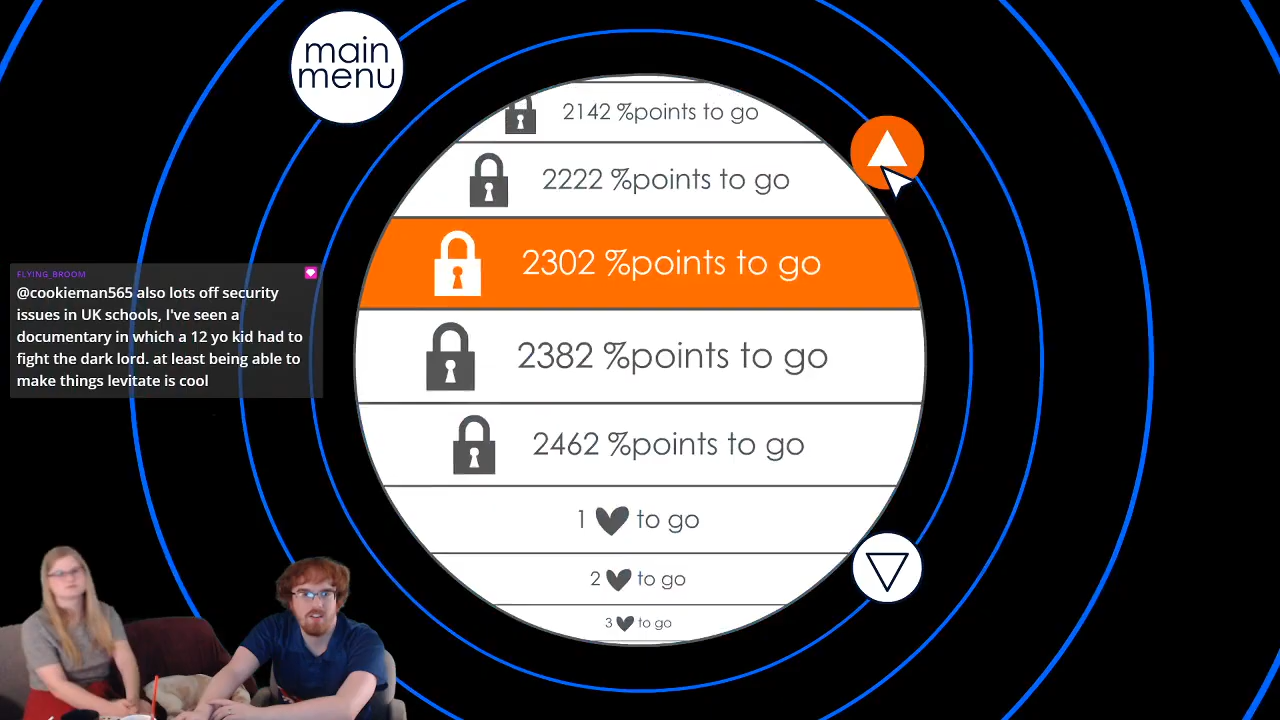 main
menu
2142 %points to go
2222 %points to go
2302 %points to go
2382 %points to go
2462 %points to go
1 to go
2 to go
3 to go
FLYING_BROOM
@cookieman565 also lots off security
issues in UK schools, I've seen a
documentary in which a 12 yo kid had to
fight the dark lord. at least being able to
make things levitate is cool